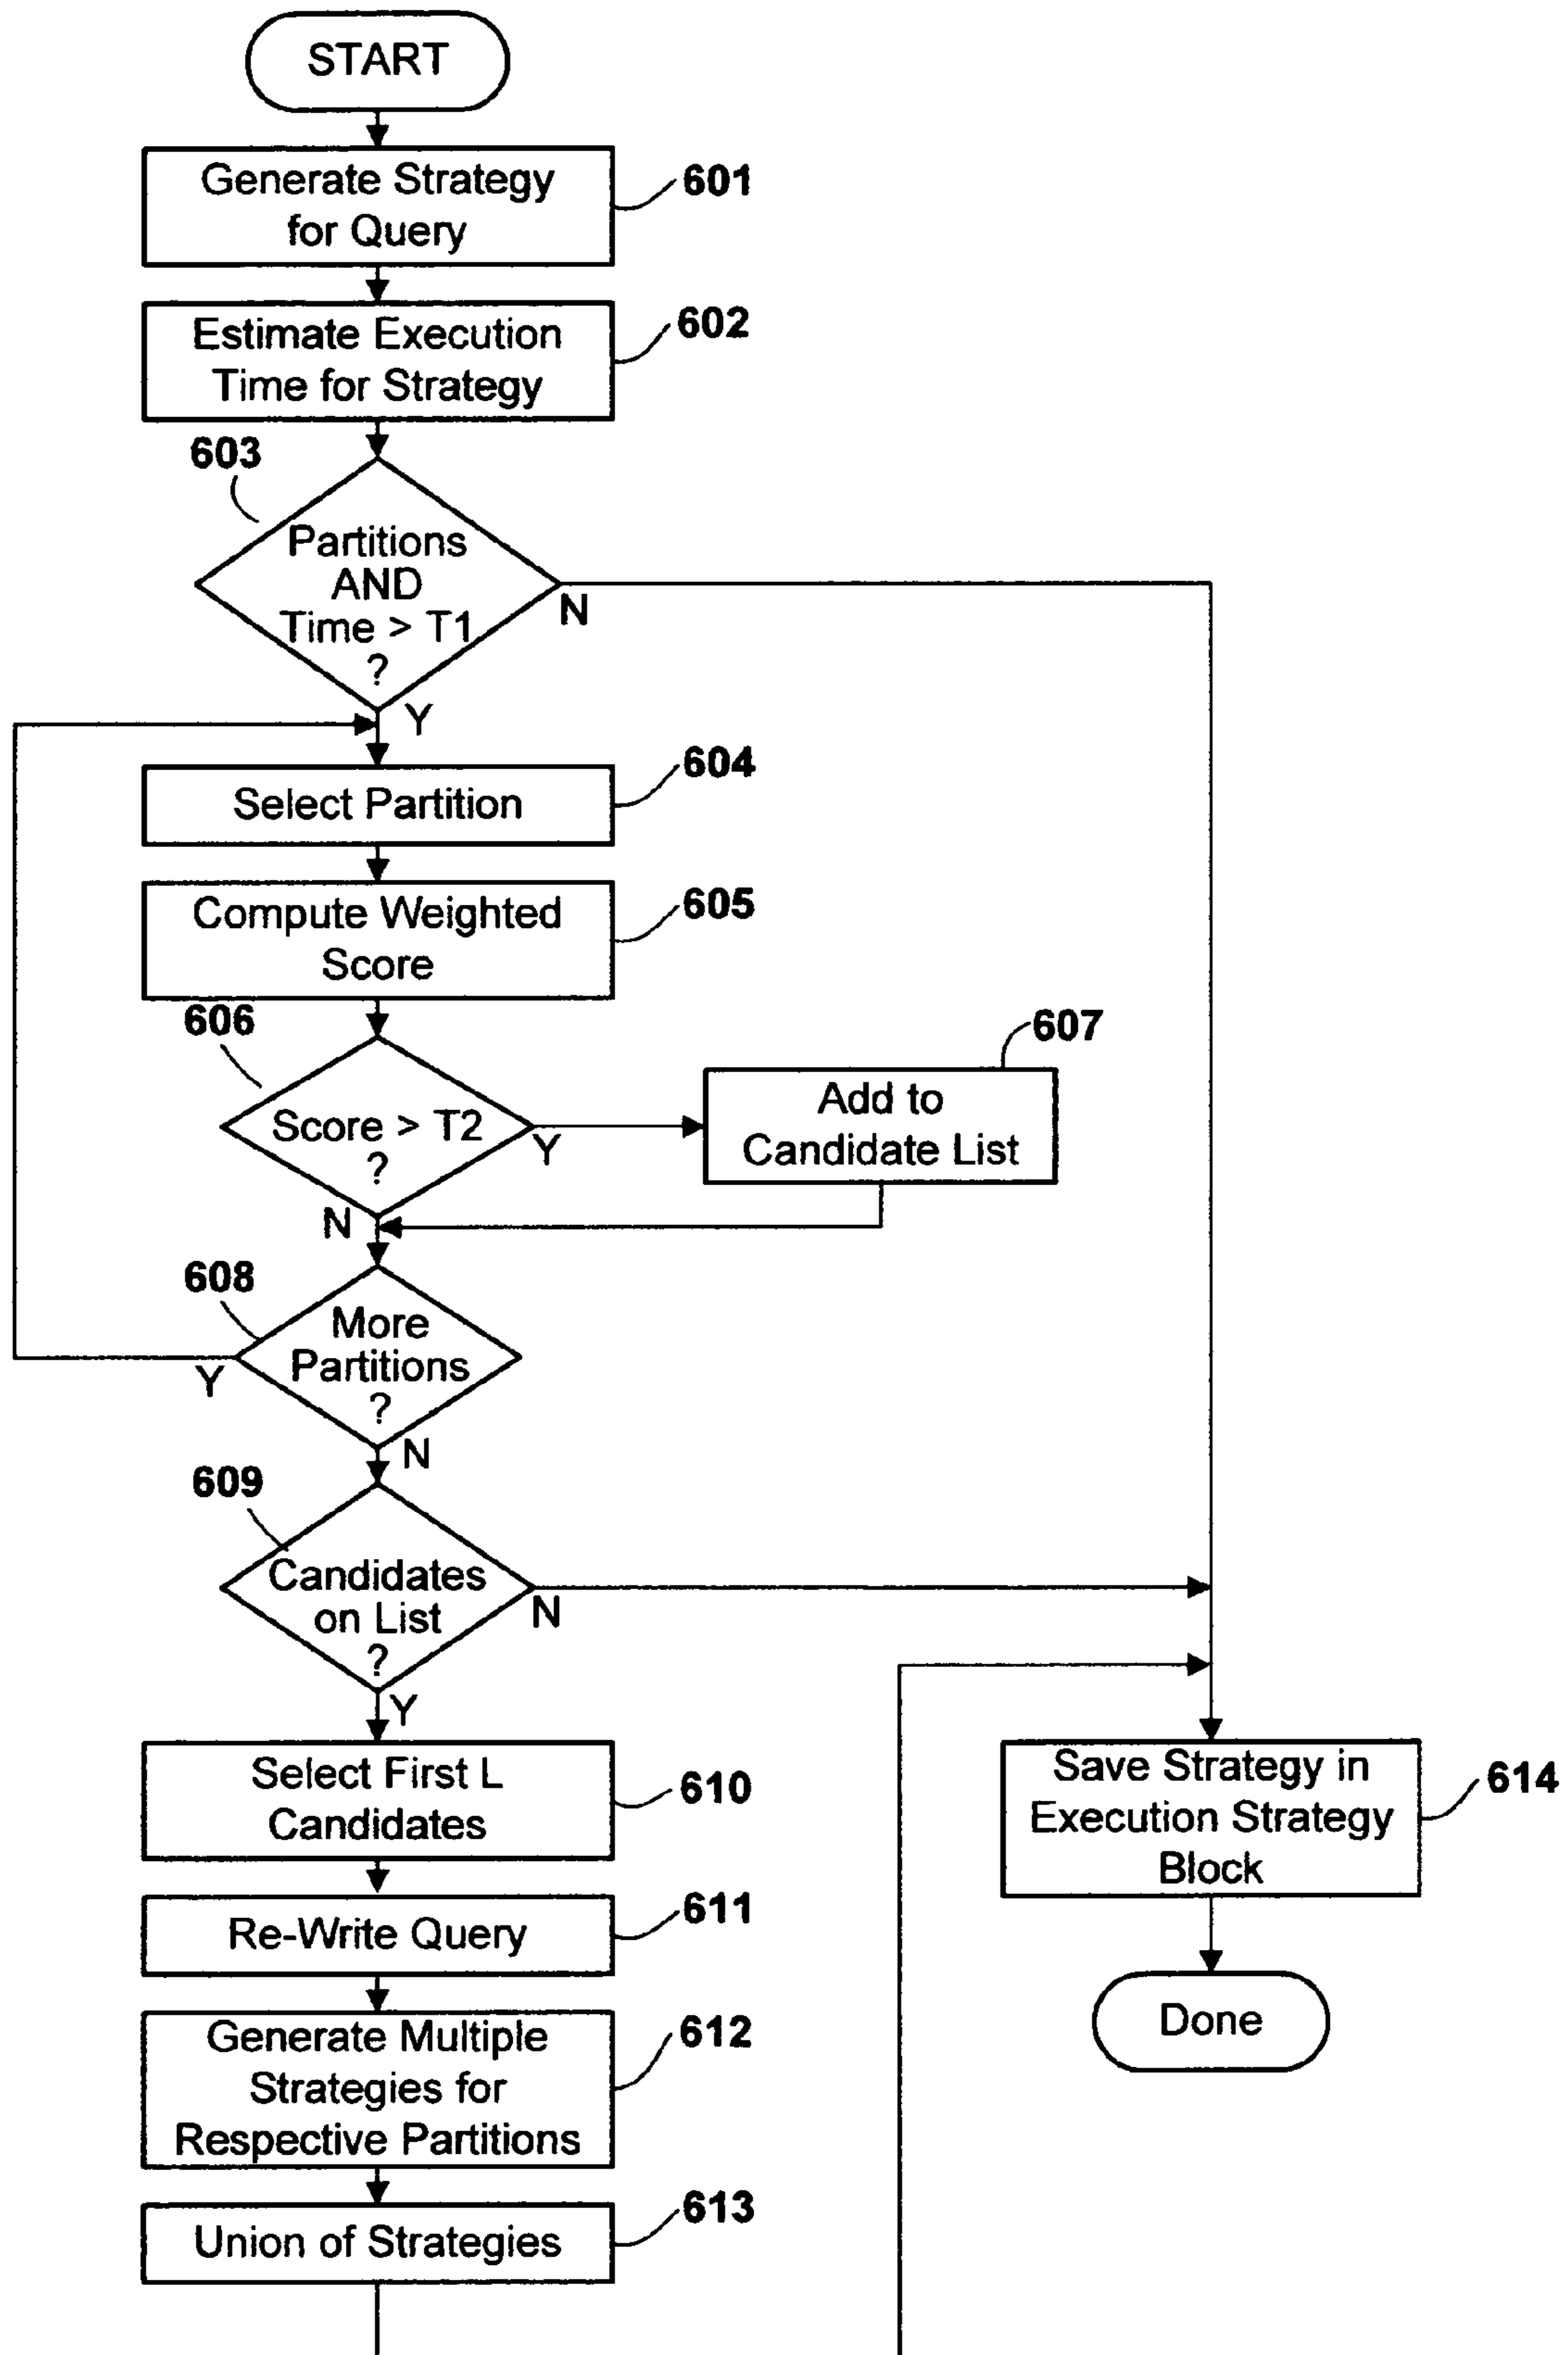 START
Generate Strategy
for Query
601
Estimate Execution
Time for Strategy
602
603
Partitions
AND
Time > T1
?
N
Y
Select Partition
604
Compute Weighted
Score
605
606
Score > T2
?
Y
N
607
Add to
Candidate List
608
More
Partitions
?
Y
N
609
Candidates
on List
?
N
Y
Select First L
Candidates
610
Re-Write Query
611
Generate Multiple
Strategies for
Respective Partitions
612
Union of Strategies
613
Save Strategy in
Execution Strategy
Block
614
Done